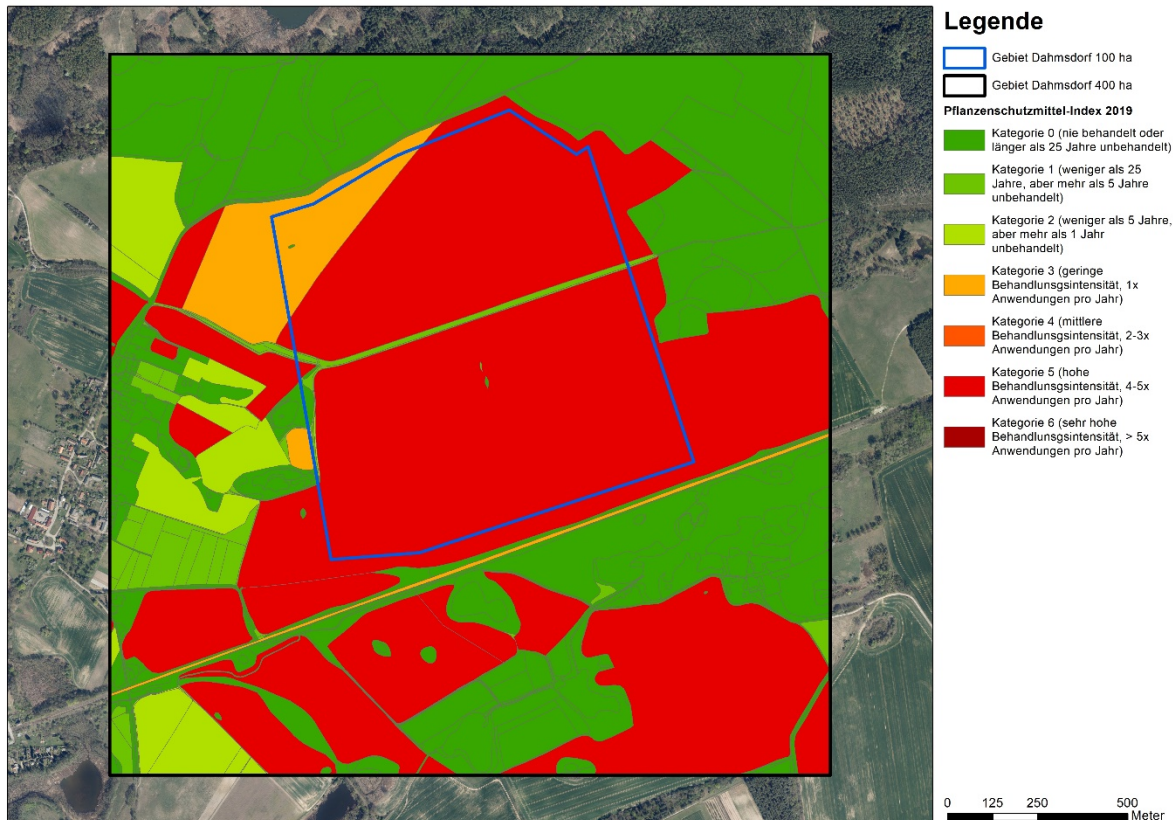 Legende
Gebiet Dahmsdorf 100 ha
Gebiet Dahmsdorf 400 ha
Pflanzenschutzmittel-Index 2019
Kategorie 0 (nie behandelt oder
länger als 25 Jahre unbehandelt)
Kategorie 1 (weniger als 25
Jahre, aber mehr als 5 Jahre
unbehandelt)
Kategorie 2 (weniger als 5 Jahre,
aber mehr als 1 Jahr
unbehandelt)
Kategorie 3 (geringe
Behandlungsintensität, 1x
Anwendungen pro Jahr)
Kategorie 4 (mittlere
Behandlungsintensität, 2-3x
Anwendungen pro Jahr)
Kategorie 5 (hohe
Behandlunsgsintensität, 4-5x
Anwendungen pro Jahr)
Kategorie 6 (sehr hohe
Behandlunsgsintensität, > 5x
Anwendungen pro Jahr)
0 125 250 500
Meter